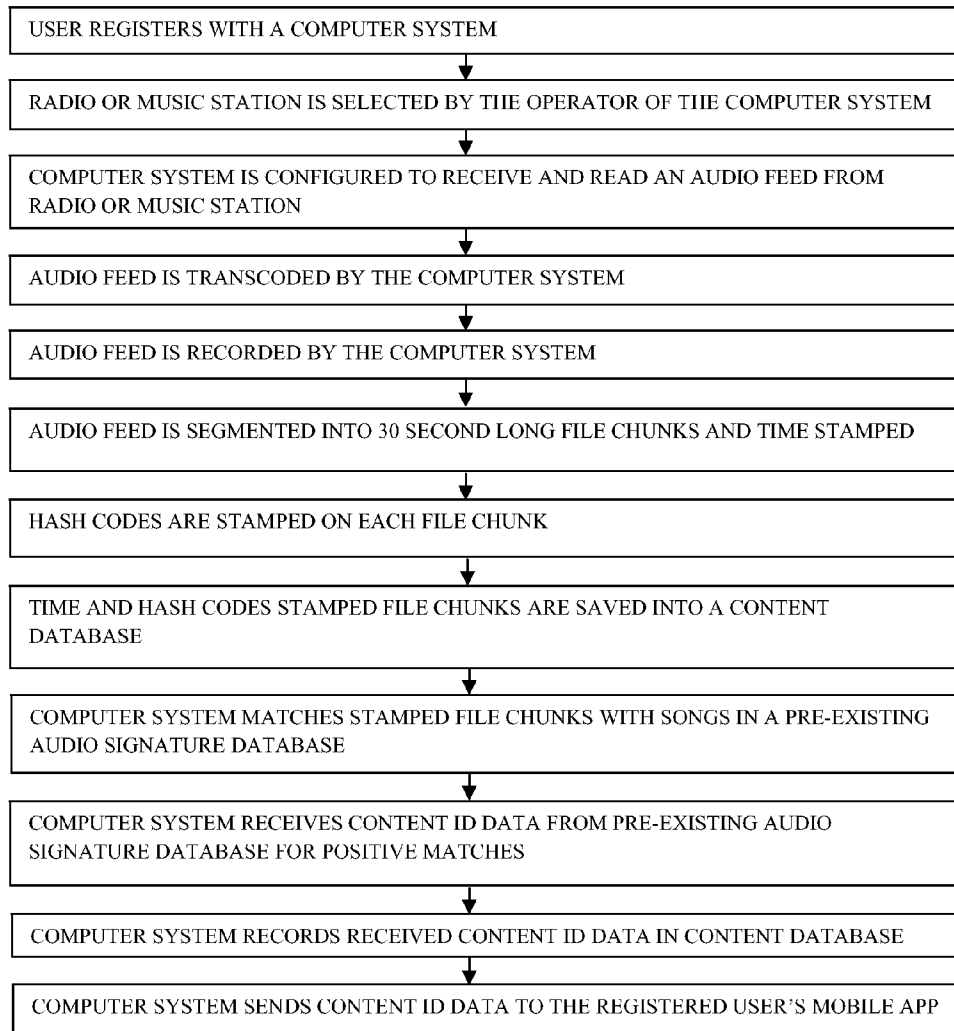 USER REGISTERS WITH A COMPUTER SYSTEM
RADIO OR MUSIC STATION IS SELECTED BY THE OPERATOR OF THE COMPUTER SYSTEM
COMPUTER SYSTEM IS CONFIGURED TO RECEIVE AND READ AN AUDIO FEED FROM
RADIO OR MUSIC STATION
AUDIO FEED IS TRANSCODED BY THE COMPUTER SYSTEM
AUDIO FEED IS RECORDED BY THE COMPUTER SYSTEM
AUDIO FEED IS SEGMENTED INTO 30 SECOND LONG FILE CHUNKS AND TIME STAMPED
HASH CODES ARE STAMPED ON EACH FILE CHUNK
TIME AND HASH CODES STAMPED FILE CHUNKS ARE SAVED INTO A CONTENT
DATABASE
COMPUTER SYSTEM MATCHES STAMPED FILE CHUNKS WITH SONGS IN A PRE-EXISTING
AUDIO SIGNATURE DATABASE
COMPUTER SYSTEM RECEIVES CONTENT ID DATA FROM PRE-EXISTING AUDIO
SIGNATURE DATABASE FOR POSITIVE MATCHES
COMPUTER SYSTEM RECORDS RECEIVED CONTENT ID DATA IN CONTENT DATABASE
COMPUTER SYSTEM SENDS CONTENT ID DATA TO THE REGISTERED USER'S MOBILE APP